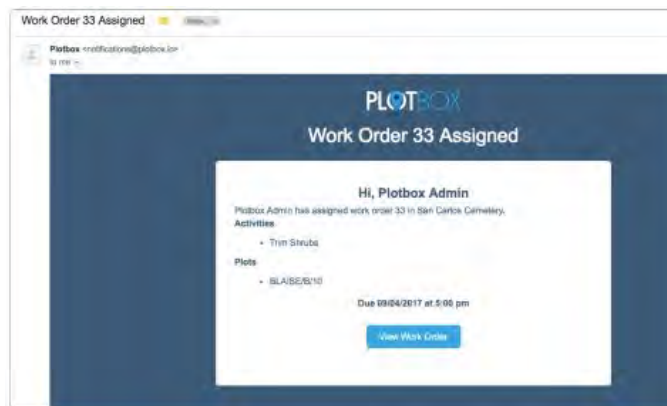 Work Order 33 Assigned
Plotbox <notifications@plotbox.io>
to me
PLOTBOX
Work Order 33 Assigned
Hi, Plotbox Admin
Plotbox Admin has assigned work order 33 in San Carlos Cemetery.
Activities
• Trim Shrubs
Plots
Due 09/04/2017 at 5:00 pm
View Work Order